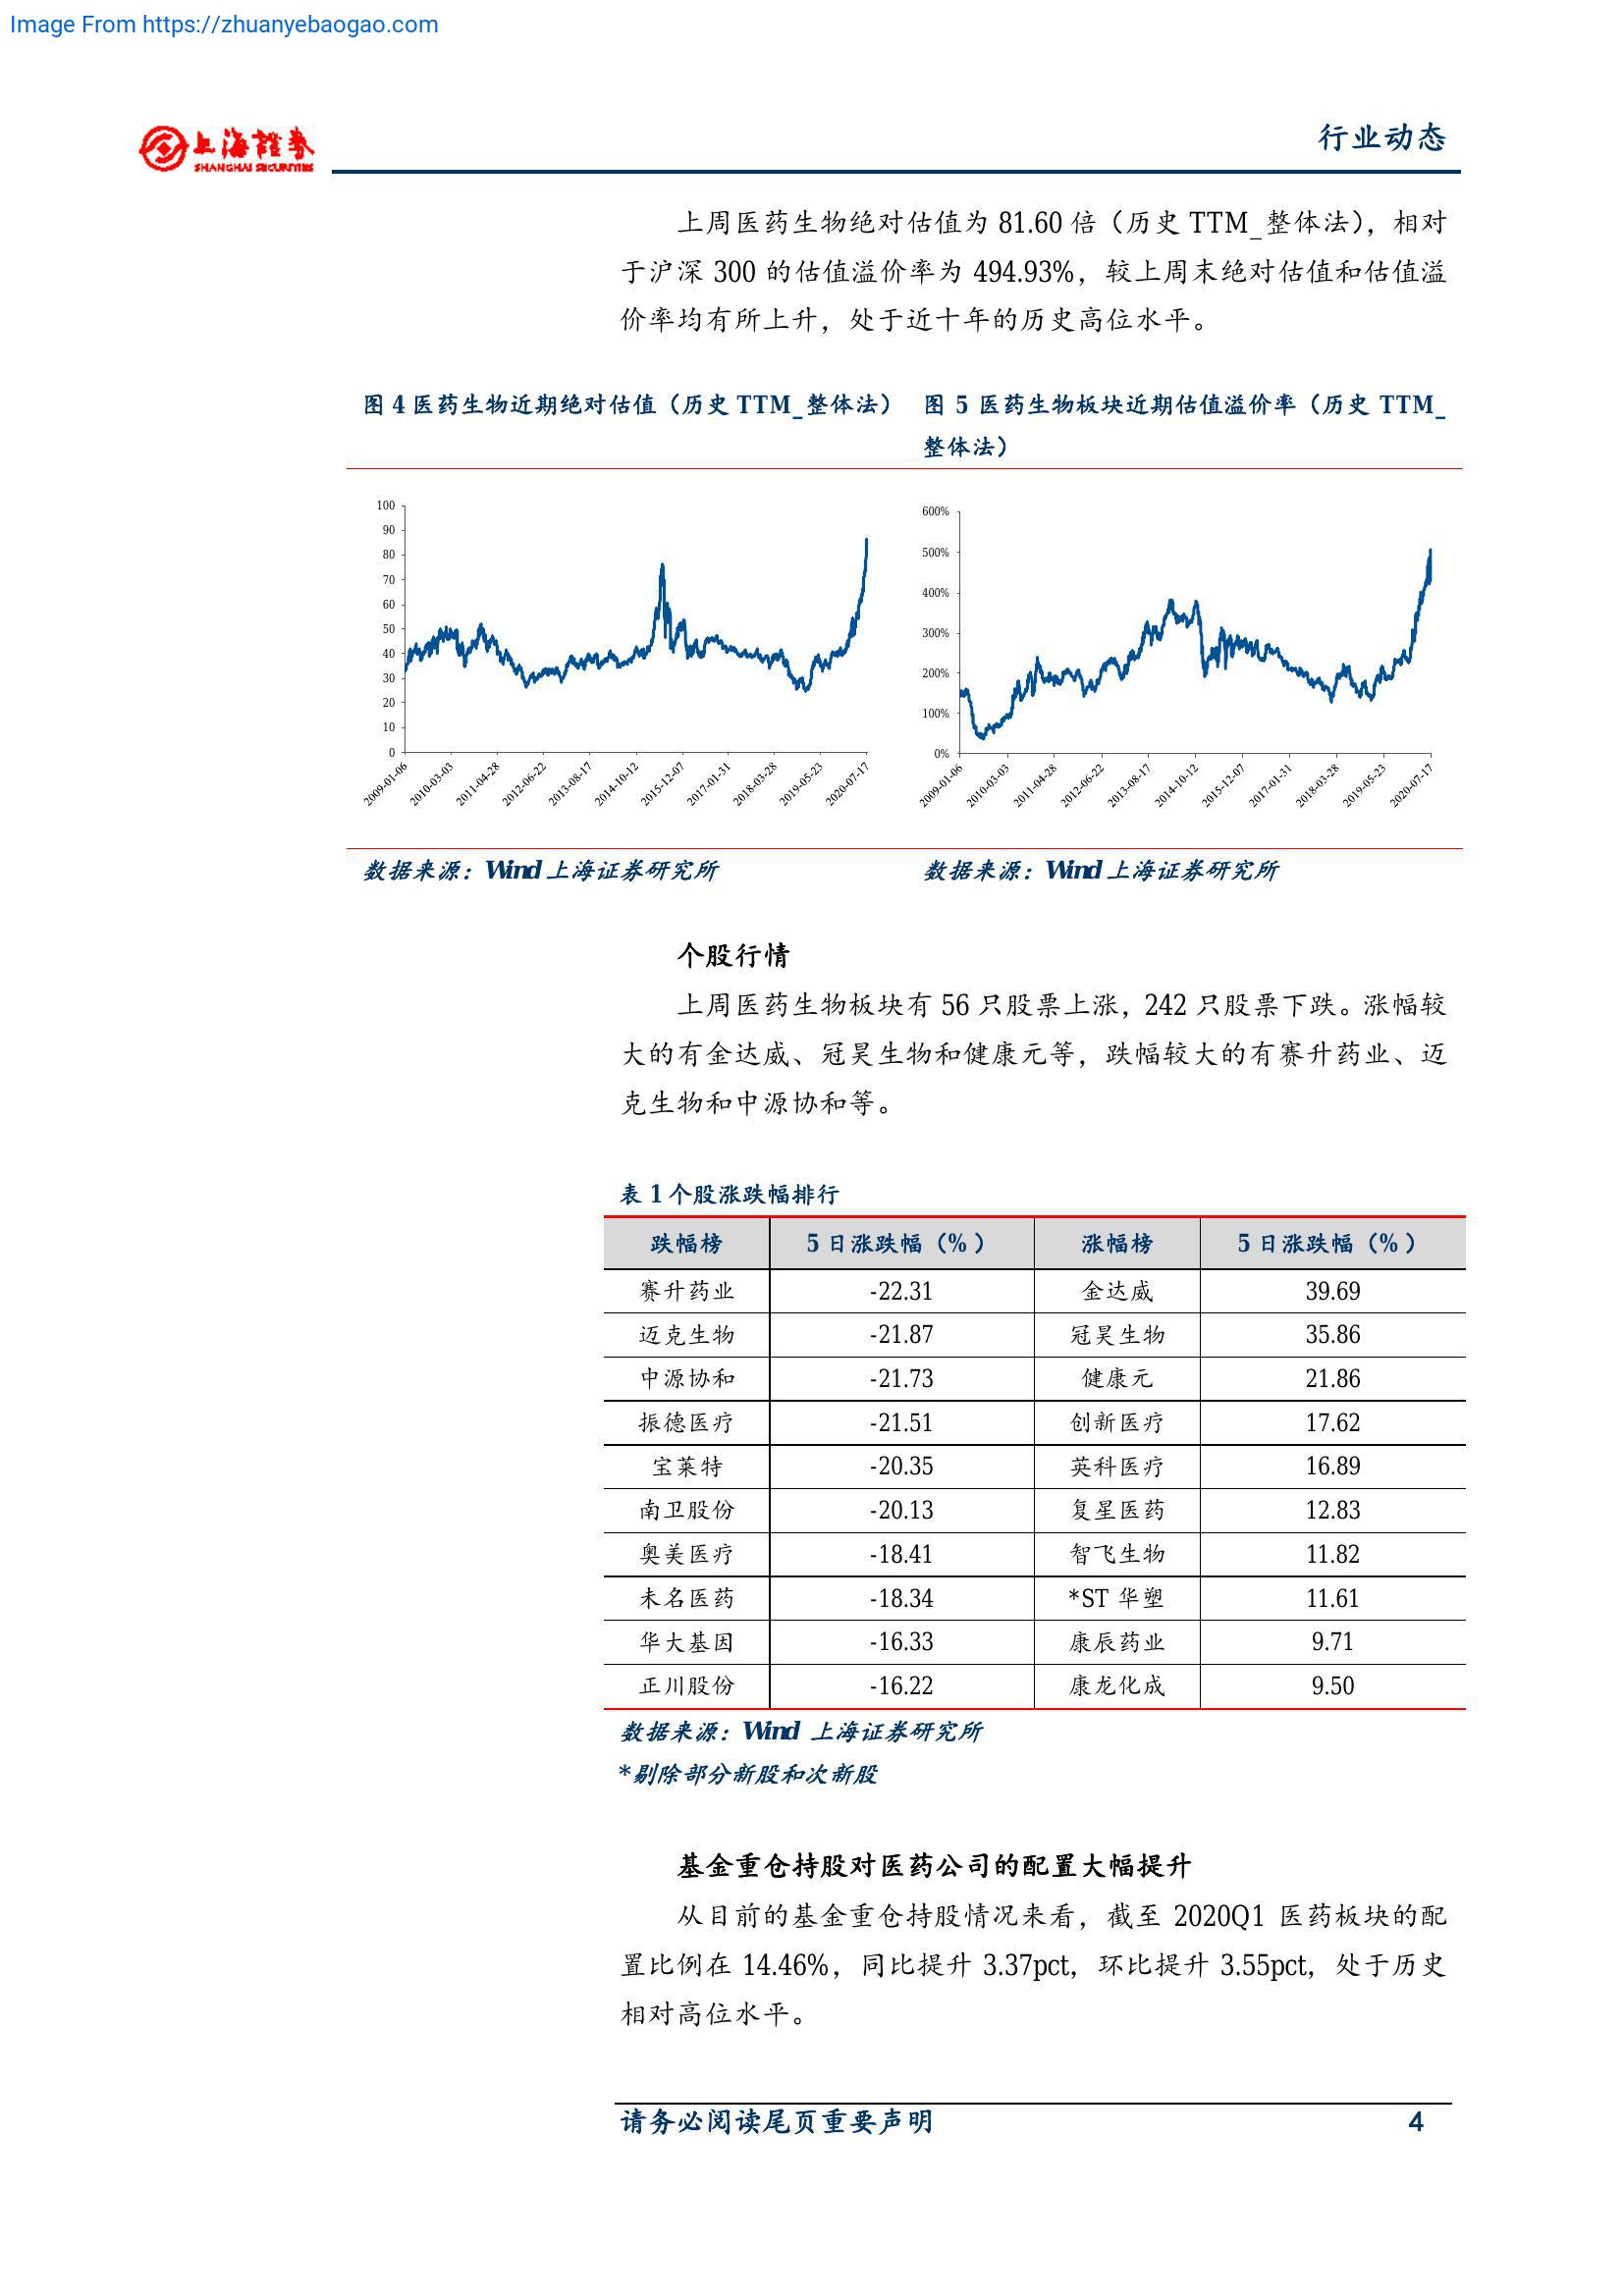 Image From https://zhuanyebaogao.com
上海證券
SHANGHAI SECURITIES
行业动态
上周医药生物绝对估值为 81.60 倍（历史 TTM_整体法），相对
于沪深 300 的估值溢价率为 494.93%，较上周末绝对估值和估值溢
价率均有所上升，处于近十年的历史高位水平。
图 4 医药生物近期绝对估值（历史 TTM_整体法）
图 5 医药生物板块近期估值溢价率（历史 TTM_
整体法）
100
90
80
70
60
50
40
30
20
10
0
2009-01-06 2010-03-03 2011-04-28 2012-06-22 2013-08-17 2014-10-12 2015-12-07 2017-01-31 2018-03-28 2019-05-23 2020-07-17
600%
500%
400%
300%
200%
100%
0%
2009-01-06 2010-03-03 2011-04-28 2012-06-22 2013-08-17 2014-10-12 2015-12-07 2017-01-31 2018-03-28 2019-05-23 2020-07-17
数据来源：Wind 上海证券研究所
数据来源：Wind 上海证券研究所
个股行情
上周医药生物板块有 56 只股票上涨，242 只股票下跌。涨幅较
大的有金达威、冠昊生物和健康元等，跌幅较大的有赛升药业、迈
克生物和中源协和等。
表 1 个股涨跌幅排行
跌幅榜 5 日涨跌幅（%） 涨幅榜 5 日涨跌幅（%）
赛升药业 -22.31 金达威 39.69
迈克生物 -21.87 冠昊生物 35.86
中源协和 -21.73 健康元 21.86
振德医疗 -21.51 创新医疗 17.62
宝莱特 -20.35 英科医疗 16.89
南卫股份 -20.13 复星医药 12.83
奥美医疗 -18.41 智飞生物 11.82
未名医药 -18.34 *ST 华塑 11.61
华大基因 -16.33 康辰药业 9.71
正川股份 -16.22 康龙化成 9.50
数据来源：Wind 上海证券研究所
*剔除部分新股和次新股
基金重仓持股对医药公司的配置大幅提升
从目前的基金重仓持股情况来看，截至 2020Q1 医药板块的配
置比例在 14.46%，同比提升 3.37pct，环比提升 3.55pct，处于历史
相对高位水平。
请务必阅读尾页重要声明
4